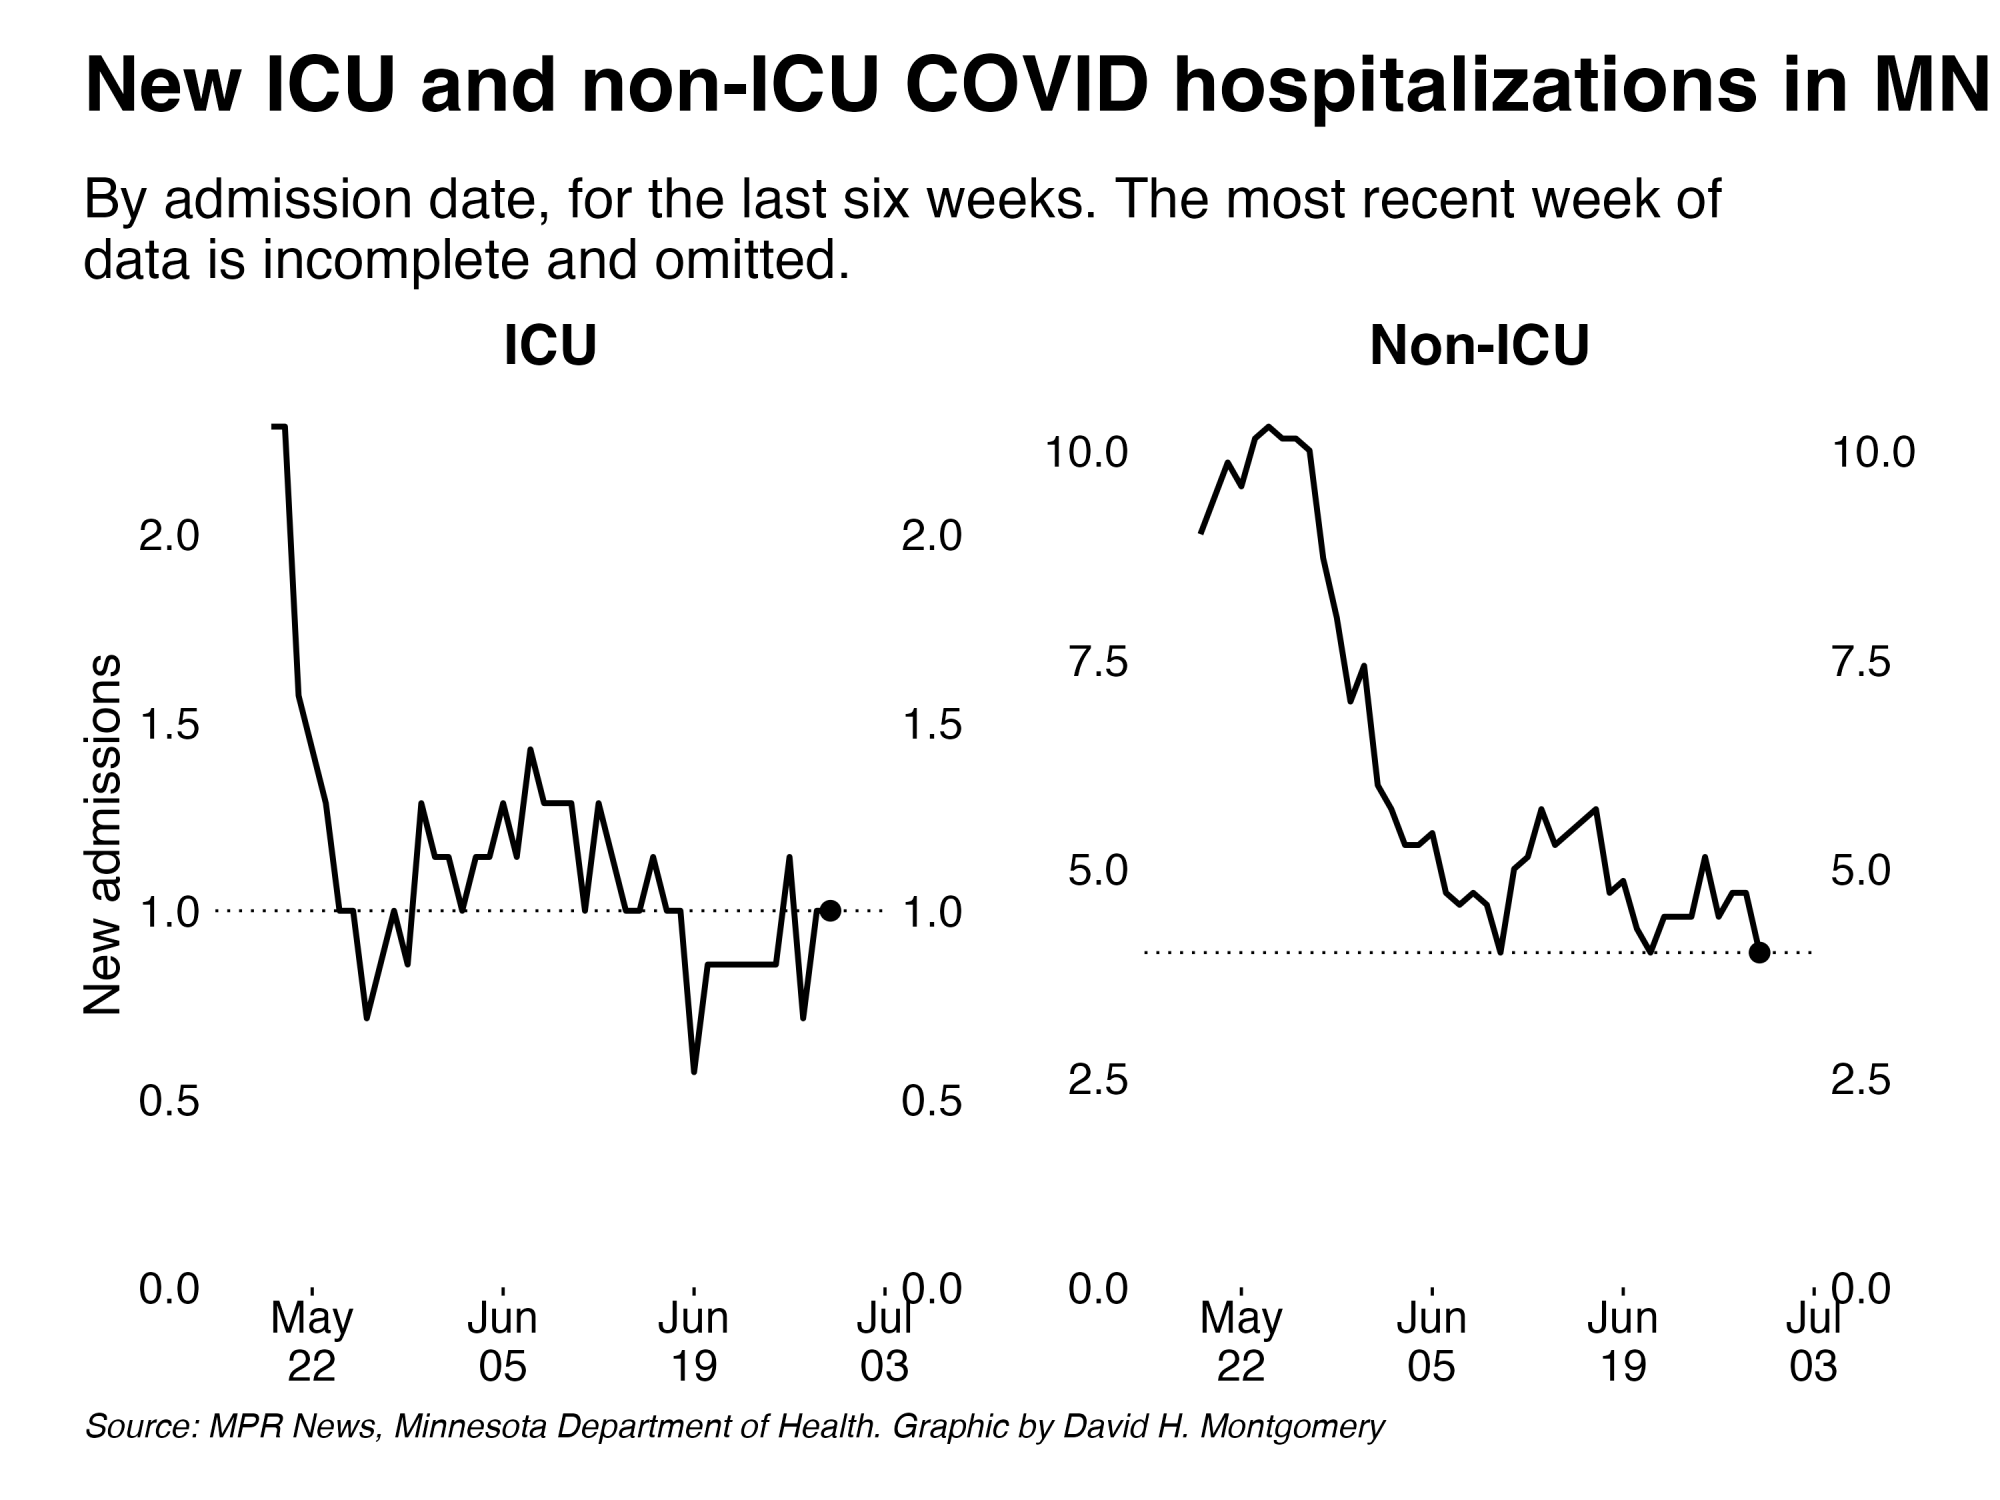 New ICU and non-ICU COVID hospitalizations in MN
By admission date, for the last six weeks. The most recent week of
data is incomplete and omitted.
ICU
New admissions
2.0
1.5
1.0
0.5
0.0
2.0
1.5
1.0
0.5
0.0
May
22
Jun
05
Jun
19
Jul
03
Non-ICU
10.0
7.5
5.0
2.5
0.0
10.0
7.5
5.0
2.5
0.0
May
22
Jun
05
Jun
19
Jul
03
Source: MPR News, Minnesota Department of Health. Graphic by David H. Montgomery